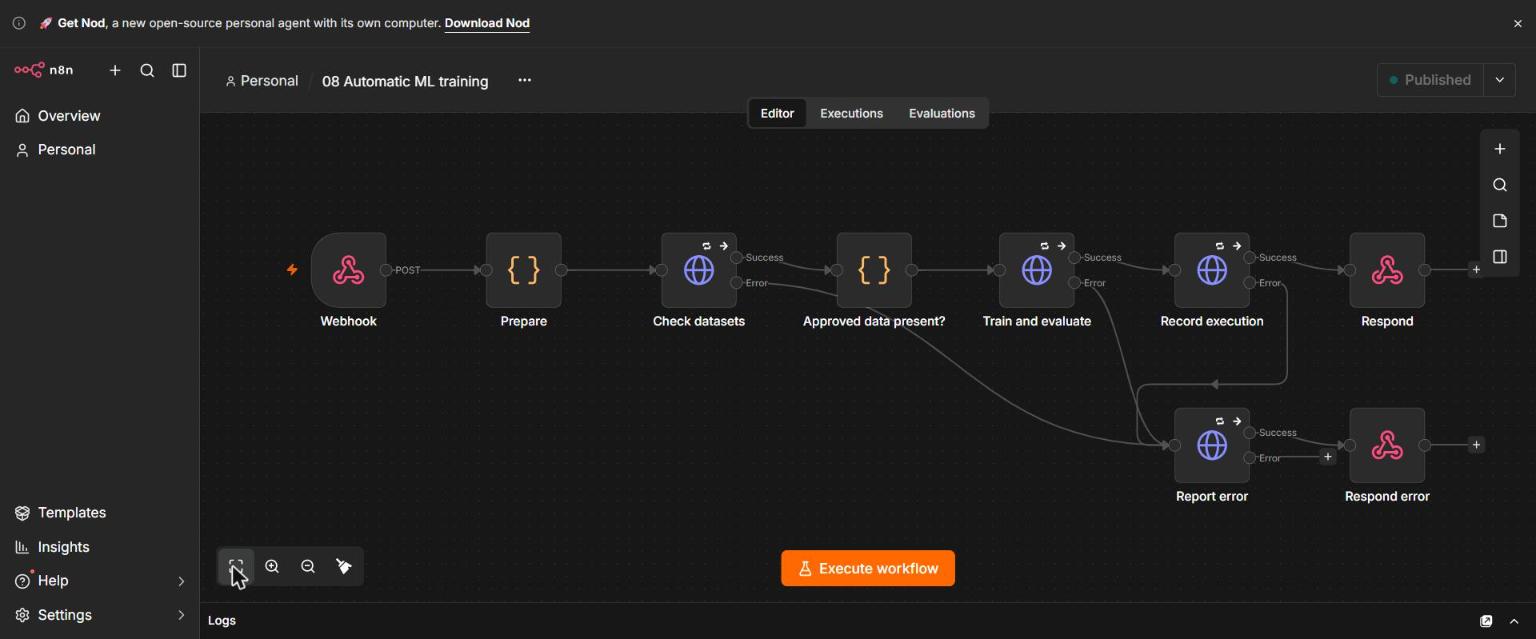 🚀 Get Nod, a new open-source personal agent with its own computer. Download Nod
n8n
Personal / 08 Automatic ML training
Published
Overview
Personal
Editor
Executions
Evaluations
POST
Success
Error
Success
Error
Success
Error
Webhook
Prepare
Check datasets
Approved data present?
Train and evaluate
Record execution
Respond
Success
Error
Report error
Respond error
Templates
Insights
Help
Settings
Execute workflow
Logs